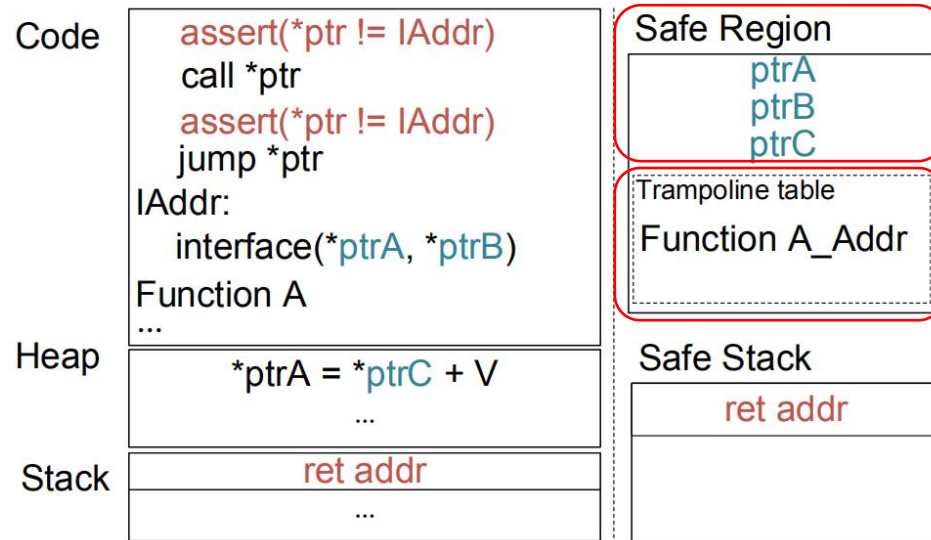 Code
assert(*ptr != IAddr)
call *ptr
assert(*ptr != IAddr)
jump *ptr
IAddr:
interface(*ptrA, *ptrB)
Function A
...
Heap
*ptrA = *ptrC + V
...
Stack
ret addr
...
Safe Region
ptrA
ptrB
ptrC
Trampoline table
Function A_Addr
Safe Stack
ret addr